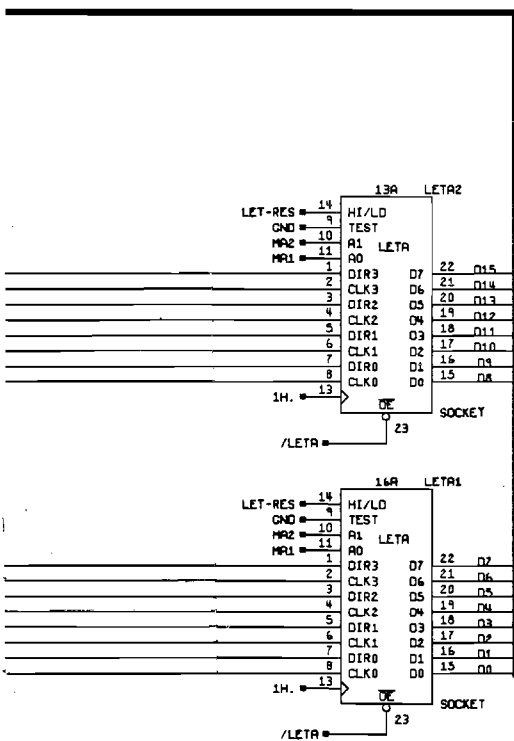 13A LETA2
LET-RES 14 HI/LO
GND 9 TEST
MA2 10 A1 LETA
MA1 11 A0
1 DIR3 D7 22 D15
2 CLK3 D6 21 D14
3 DIR2 D5 20 D13
4 CLK2 D4 19 D12
5 DIR1 D3 18 D11
6 CLK1 D2 17 D10
7 DIR0 D1 16 D9
8 CLK0 D0 15 D8
1H. 13
OE SOCKET
23
/LETA
16A LETA1
LET-RES 14 HI/LO
GND 9 TEST
MA2 10 A1 LETA
MA1 11 A0
1 DIR3 D7 22 D7
2 CLK3 D6 21 D6
3 DIR2 D5 20 D5
4 CLK2 D4 19 D4
5 DIR1 D3 18 D3
6 CLK1 D2 17 D2
7 DIR0 D1 16 D1
8 CLK0 D0 15 D0
1H. 13
OE SOCKET
23
/LETA